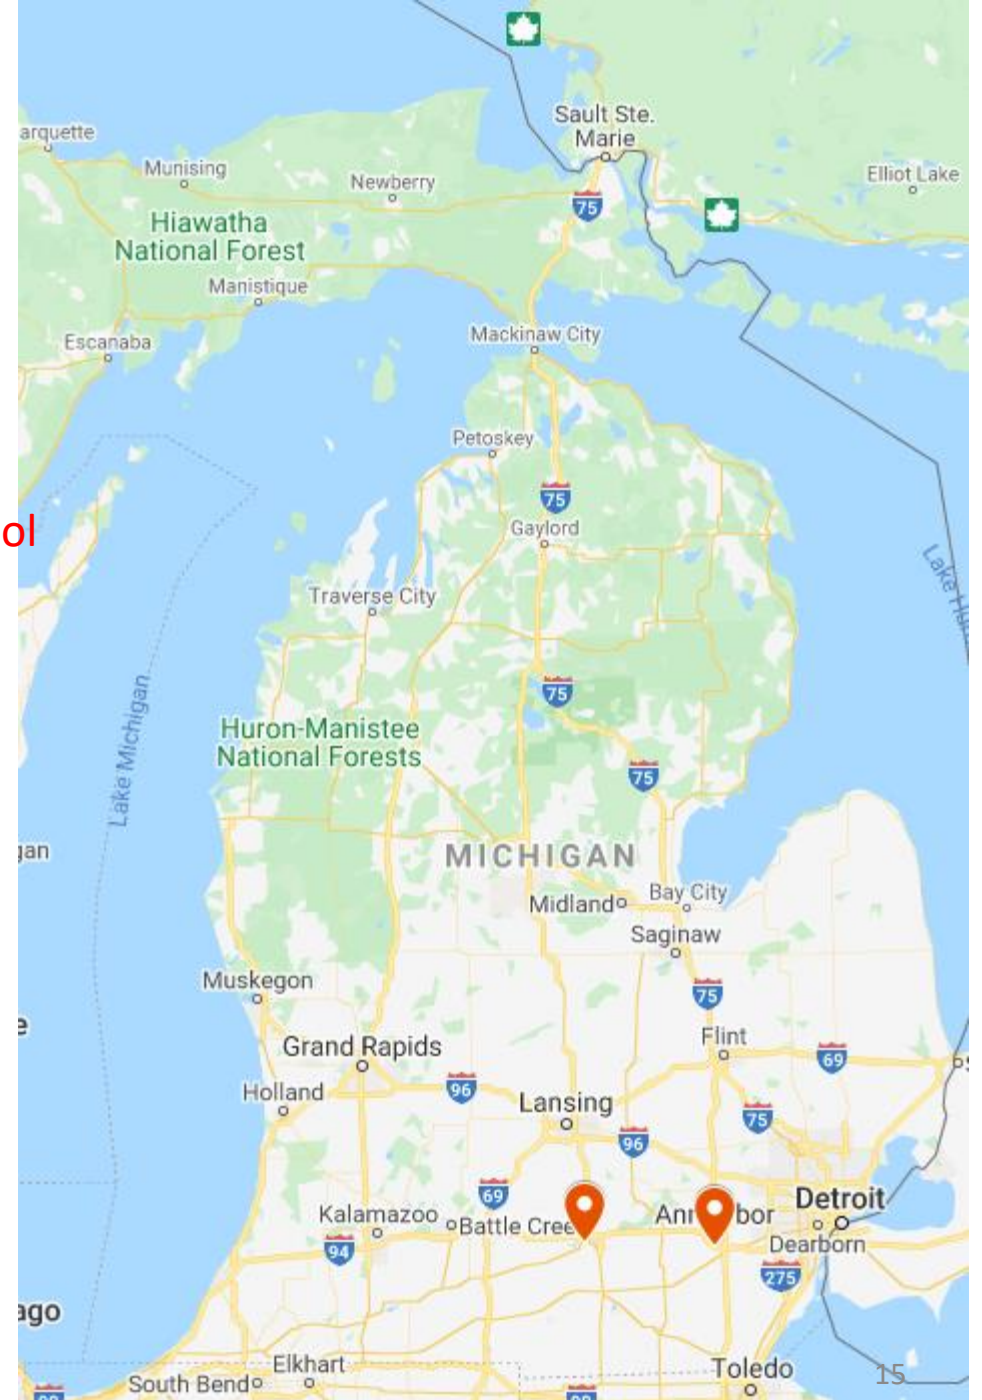 Sault Ste.
Marie
arquette
Munising
Newberry
Elliot Lake
75
Hiawatha
National Forest
Manistique
Mackinaw City
Escanaba
Petoskey
75
Gaylord
ol
Lake Hur
Traverse City
75
Lake Michigan
Huron-Manistee
National Forests
75
gan
MICHIGAN
Midland
Bay City
Saginaw
Muskegon
75
e
Flint
Grand Rapids
69
96
Holland
Lansing
75
96
69
Detroit
Kalamazoo
Battle Cree
Ann bor
Dearborn
94
275
ago
Elkhart
Toledo
15
South Bend